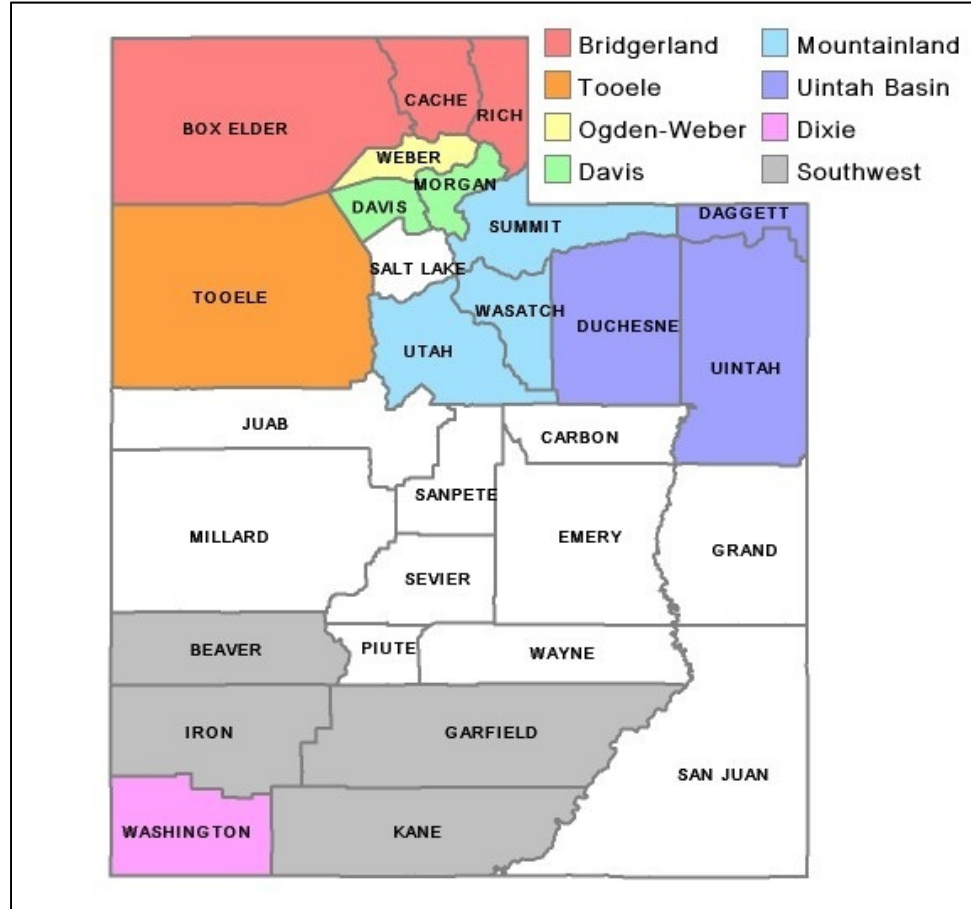 Bridgerland
Mountainland
Tooele
Uintah Basin
Ogden-Weber
Dixie
Davis
Southwest
BOX ELDER
CACHE
RICH
WEBER
MORGAN
DAVIS
SUMMIT
DAGGETT
SALT LAKE
TOOELE
WASATCH
DUCHESNE
UTAH
UINTAH
JUAB
CARBON
SANPETE
MILLARD
EMERY
GRAND
SEVIER
BEAVER
PIUTE
WAYNE
IRON
GARFIELD
SAN JUAN
WASHINGTON
KANE